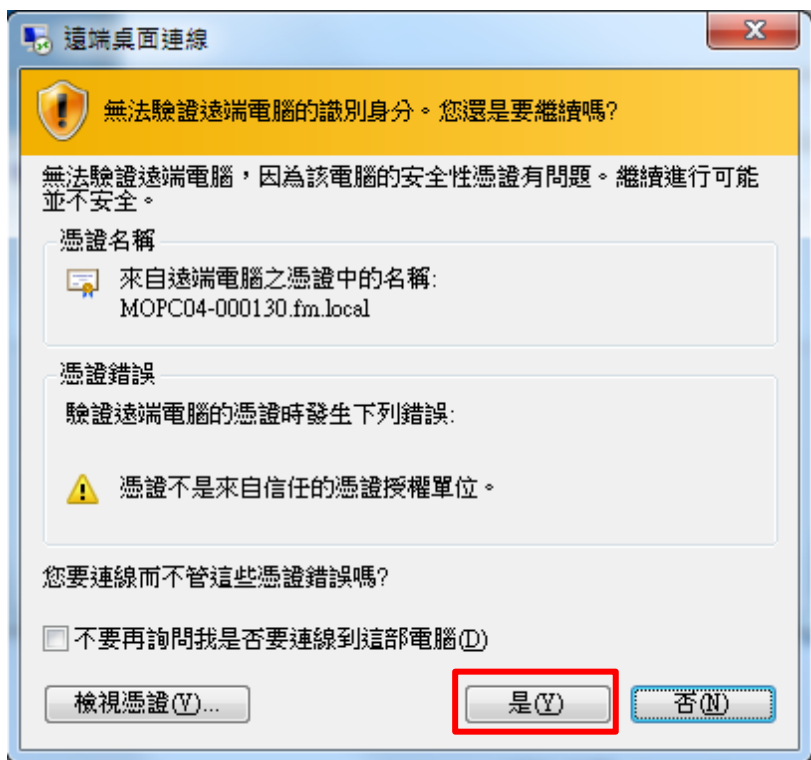 遠端桌面連線
無法驗證遠端電腦的識別身分。您還是要繼續嗎?
無法驗證遠端電腦，因為該電腦的安全性憑證有問題。繼續進行可能
並不安全。
憑證名稱
來自遠端電腦之憑證中的名稱:
MOPC04-000130.fm.local
憑證錯誤
驗證遠端電腦的憑證時發生下列錯誤:
憑證不是來自信任的憑證授權單位。
您要連線而不管這些憑證錯誤嗎?
不要再詢問我是否要連線到這部電腦(D)
檢視憑證(V)...
是(Y)
否(N)